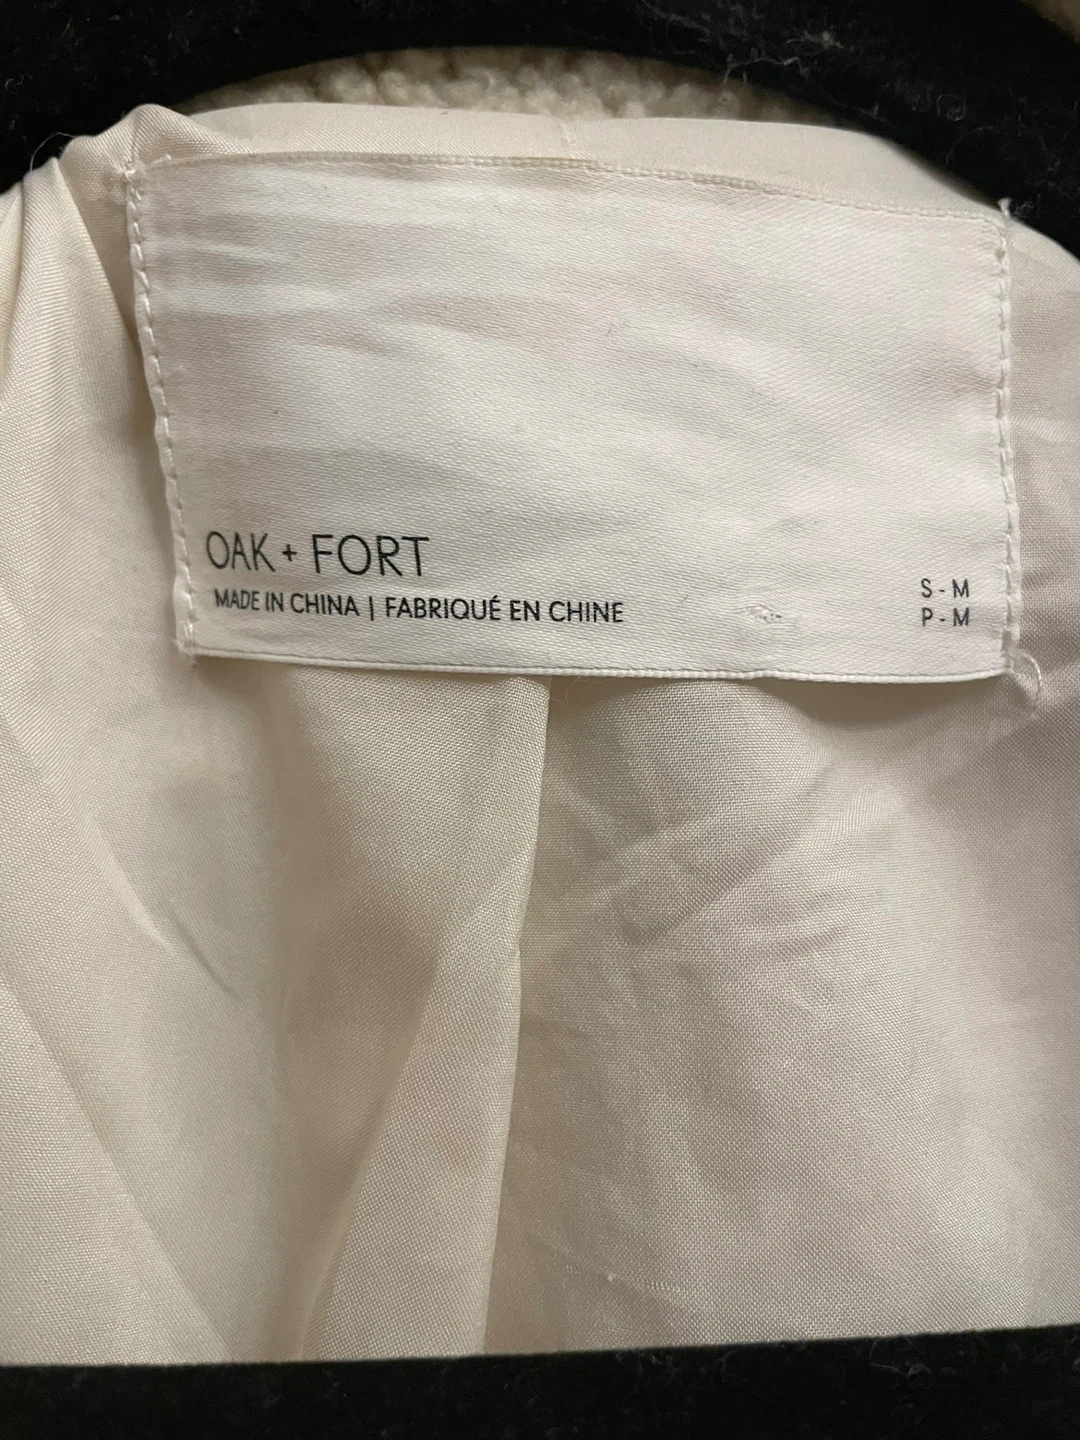 OAK + FORT
MADE IN CHINA | FABRIQUÉ EN CHINE
S - M
P - M